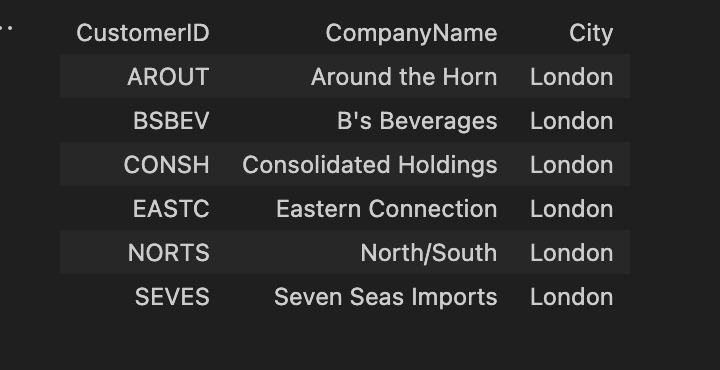 CustomerID CompanyName City
AROUT Around the Horn London
BSBEV B's Beverages London
CONSH Consolidated Holdings London
EASTC Eastern Connection London
NORTS North/South London
SEVES Seven Seas Imports London